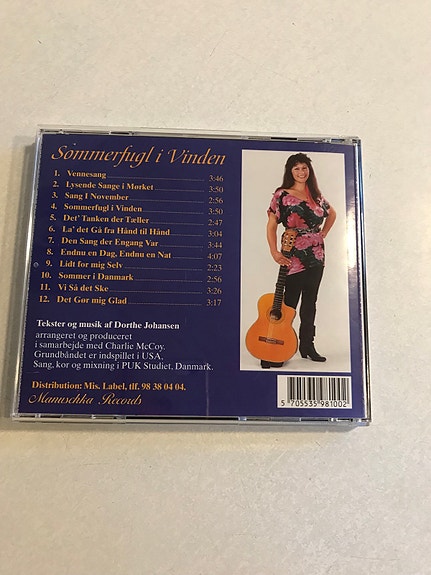 Sommerfugl i Vinden
1. Vennesang 3:46
2. Lysende Sange i Mørket 3:50
3. Sang I November 2:56
4. Sommerfugl i Vinden 3:50
5. Det' Tanken der Tæller 2:47
6. La' det Gå fra Hånd til Hånd 3:04
7. Den Sang der Engang Var 3:44
8. Endnu en Dag, Endnu en Nat 3:39
9. Lidt for mig Selv 2:23
10. Sommer i Danmark 2:56
11. Vi Så det Ske 3:26
12. Det Gør mig Glad 3:17
Tekster og musik af Dorthe Johansen
arrangeret og produceret
i samarbejde med Charlie McCoy.
Grundbåndet er indspillet i USA,
Sang, kor og mixning i PUK Studiet, Danmark.
Distribution: Mis. Label, tlf. 98 38 04 04,
Manuschka Records
5 705535 981002